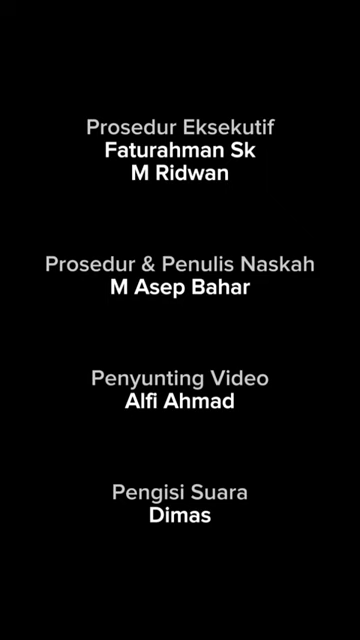 Prosedur Eksekutif
Faturahman Sk
M Ridwan
Prosedur & Penulis Naskah
M Asep Bahar
Penyunting Video
Alfi Ahmad
Pengisi Suara
Dimas